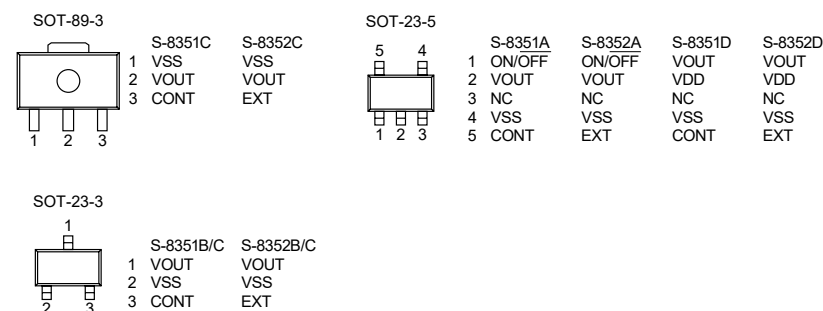 SOT-89-3
S-8351C S-8352C
1 VSS VSS
2 VOUT VOUT
3 CONT EXT
1 2 3
SOT-23-5
5 4
S-8351A S-8352A S-8351D S-8352D
1 ON/OFF ON/OFF VOUT VOUT
2 VOUT VOUT VDD VDD
3 NC NC NC NC
4 VSS VSS VSS VSS
5 CONT EXT CONT EXT
1 2 3
SOT-23-3
1
S-8351B/C S-8352B/C
1 VOUT VOUT
2 VSS VSS
3 CONT EXT
2 3